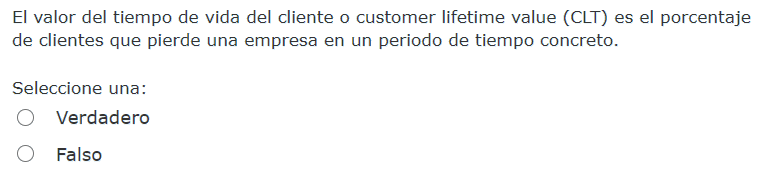 El valor del tiempo de vida del cliente o customer lifetime value (CLT) es el porcentaje
de clientes que pierde una empresa en un periodo de tiempo concreto.
Seleccione una:
Verdadero
Falso